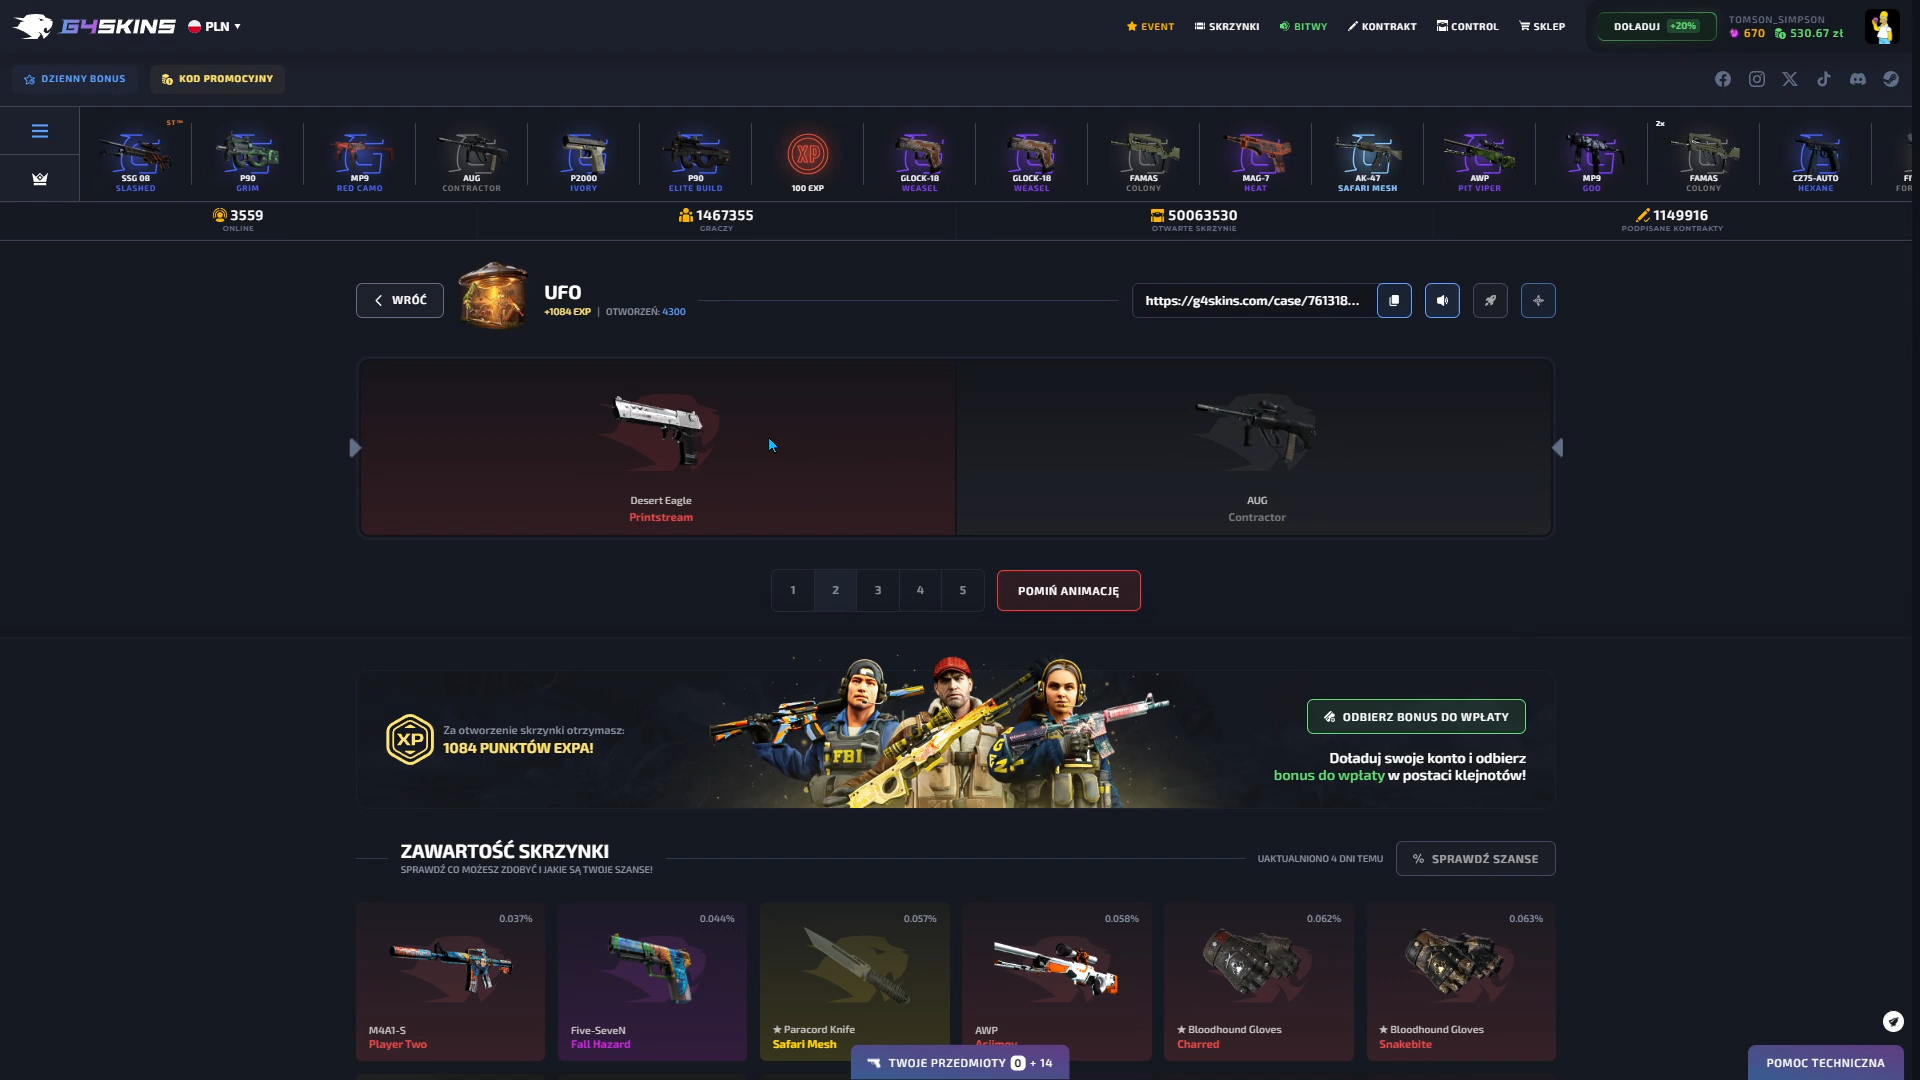 G4SKINS
PLN
EVENT
SKRZYNKI
BITWY
KONTRAKT
CONTROL
SKLEP
DOŁADUJ +20%
TOMSON_SIMPSON
670 530.67 zł
DZIENNY BONUS
KOD PROMOCYJNY
ST™
SSG 08
SLASHED
P90
GRIM
MP9
RED CAMO
AUG
CONTRACTOR
P2000
IVORY
P90
ELITE BUILD
XP
100 EXP
GLOCK-18
WEASEL
GLOCK-18
WEASEL
FAMAS
COLONY
MAG-7
HEAT
AK-47
SAFARI MESH
AWP
PIT VIPER
MP9
GOO
2x
FAMAS
COLONY
CZ75-AUTO
HEXANE
3559
ONLINE
1467355
GRACZY
50063530
OTWARTE SKRZYNIE
1149916
PODPISANE KONTRAKTY
WRÓĆ
UFO
+1084 EXP | OTWORZEŃ: 4300
https://g4skins.com/case/761318...
Desert Eagle
Printstream
AUG
Contractor
1 2 3 4 5
POMIŃ ANIMACJĘ
XP
Za otworzenie skrzynki otrzymasz:
1084 PUNKTÓW EXPA!
FBI
ODBIERZ BONUS DO WPŁATY
Doładuj swoje konto i odbierz
bonus do wpłaty w postaci klejnotów!
ZAWARTOŚĆ SKRZYNKI
SPRAWDŹ CO MOŻESZ ZDOBYĆ I JAKIE SĄ TWOJE SZANSE!
UAKTUALNIONO 4 DNI TEMU
% SPRAWDŹ SZANSE
0.037%
M4A1-S
Player Two
0.044%
Five-SeveN
Fall Hazard
0.057%
★ Paracord Knife
Safari Mesh
0.058%
AWP
Asiimov
0.062%
★ Bloodhound Gloves
Charred
0.063%
★ Bloodhound Gloves
Snakebite
TWOJE PRZEDMIOTY 0 + 14
POMOC TECHNICZNA